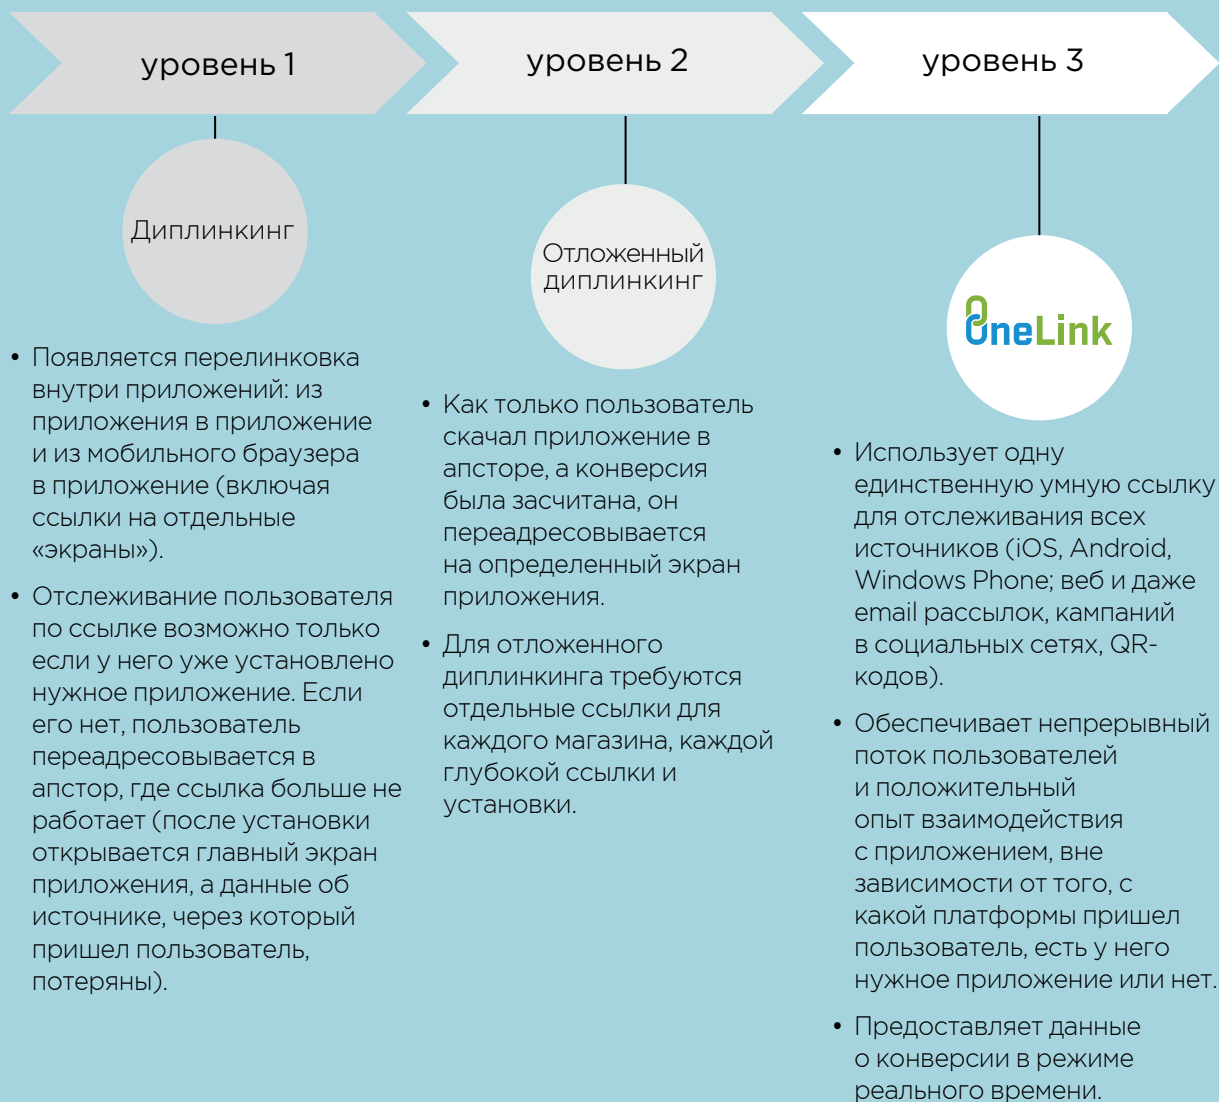 уровень 1
уровень 2
уровень 3
Диплинкинг
Отложенный
диплинкинг
OneLink
• Появляется перелинковка
внутри приложений: из
приложения в приложение
и из мобильного браузера
в приложение (включая
ссылки на отдельные
«экраны»).
• Отслеживание пользователя
по ссылке возможно только
если у него уже установлено
нужное приложение. Если
его нет, пользователь
переадресовывается в
апстор, где ссылка больше не
работает (после установки
открывается главный экран
приложения, а данные об
источнике, через который
пришел пользователь,
потеряны).
• Как только пользователь
скачал приложение в
апсторе, а конверсия
была засчитана, он
переадресовывается
на определенный экран
приложения.
• Для отложенного
диплинкинга требуются
отдельные ссылки для
каждого магазина, каждой
глубокой ссылки и
установки.
• Использует одну
единственную умную ссылку
для отслеживания всех
источников (iOS, Android,
Windows Phone; веб и даже
email рассылок, кампаний
в социальных сетях, QR-
кодов).
• Обеспечивает непрерывный
поток пользователей
и положительный
опыт взаимодействия
с приложением, вне
зависимости от того, с
какой платформы пришел
пользователь, есть у него
нужное приложение или нет.
• Предоставляет данные
о конверсии в режиме
реального времени.